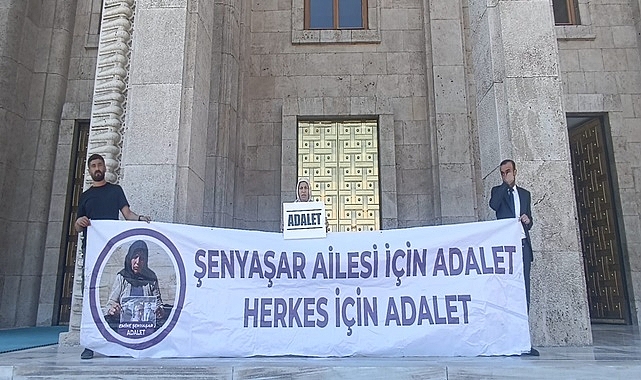 ADALET
ŞENYAŞAR AİLESİ İÇİN ADALET
HERKES İÇİN ADALET
EMİNE ŞENYAŞAR
ADALET